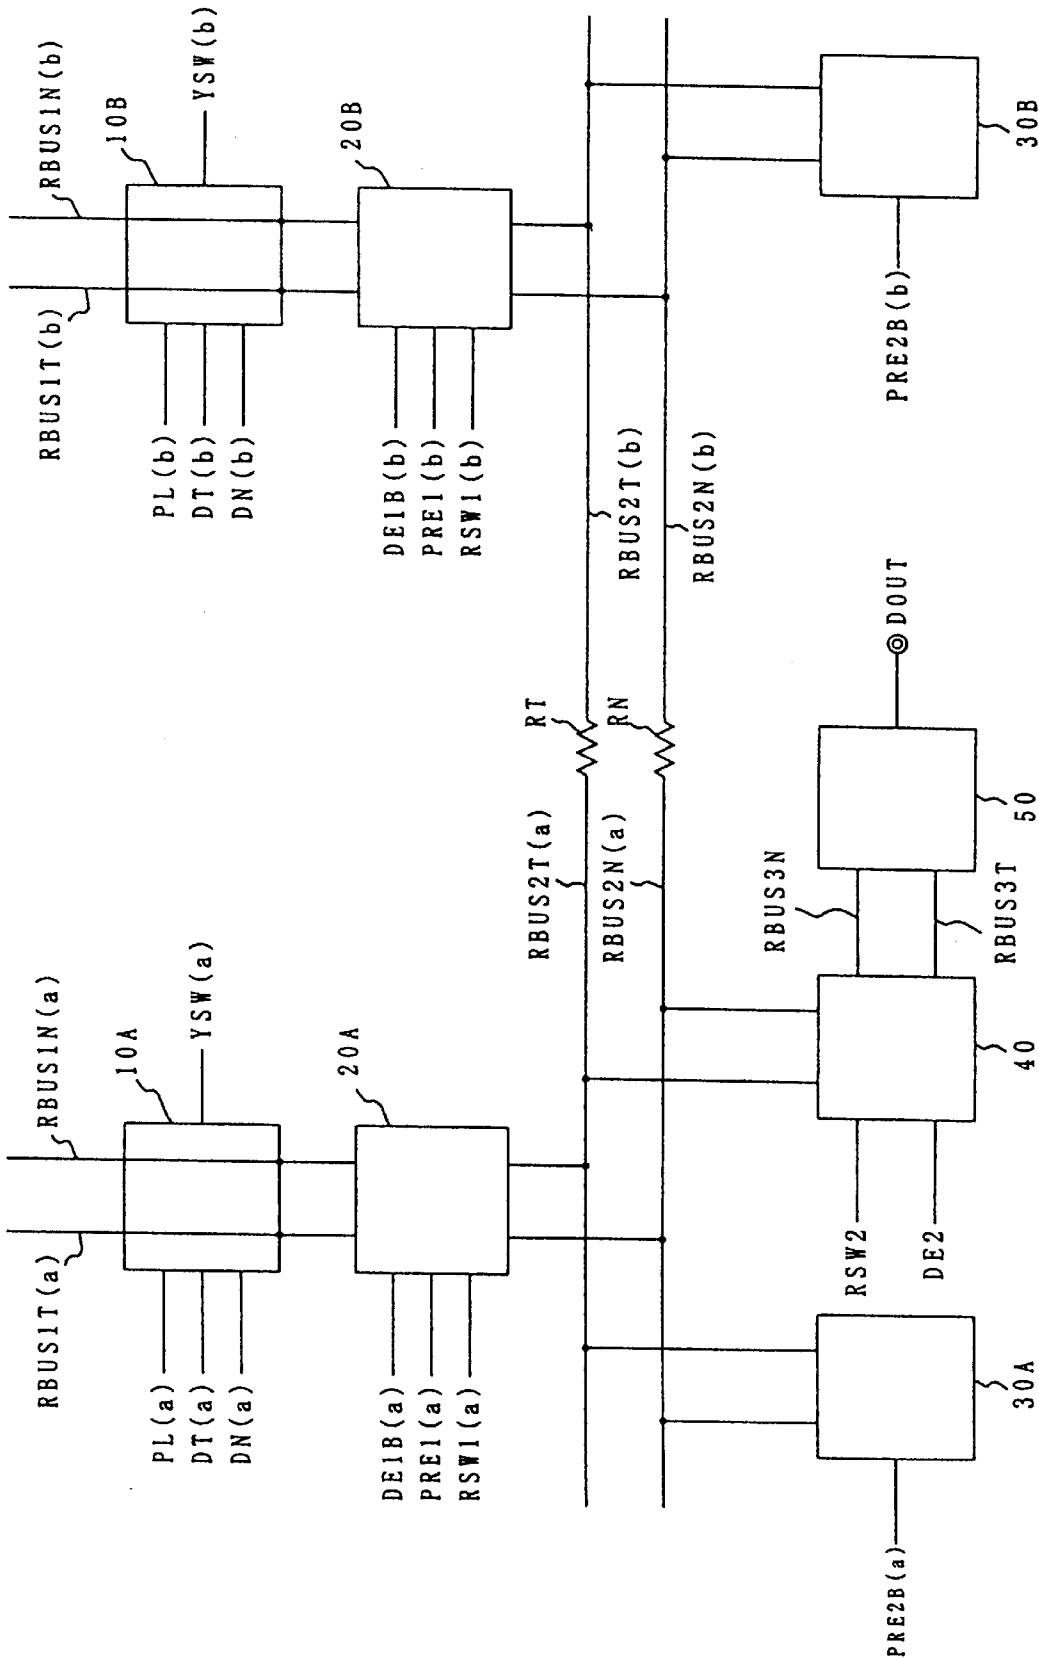 RBUS1T(a)
RBUS1N(a)
10A
YSW(a)
PL(a)
DT(a)
DN(a)
20A
DE1B(a)
PRE1(a)
RSW1(a)
RBUS1T(b)
RBUS1N(b)
10B
YSW(b)
PL(b)
DT(b)
DN(b)
20B
DE1B(b)
PRE1(b)
RSW1(b)
RBUS2T(a)
RT
RBUS2T(b)
RBUS2N(a)
RN
RBUS2N(b)
PRE2B(a)
30A
RSW2
DE2
40
RBUS3N
RBUS3T
50
DOUT
PRE2B(b)
30B